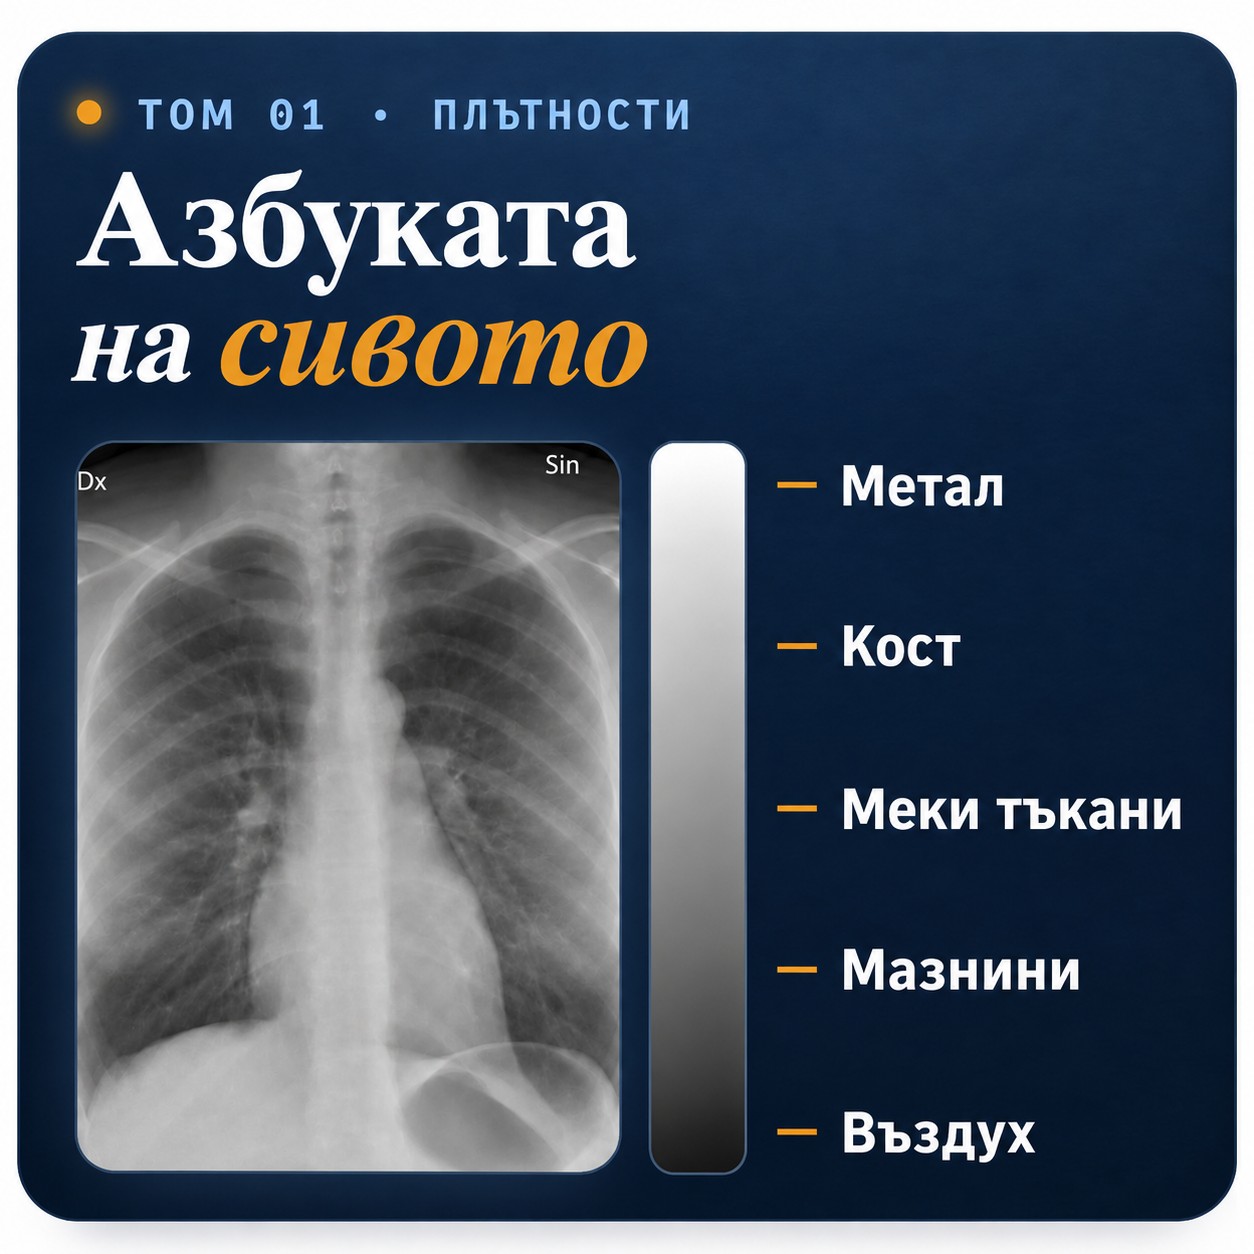 ТОМ 01 • ПЛЪТНОСТИ
Азбуката
на сивото
Dx
Sin
Метал
Кост
Меки тъкани
Мазнини
Въздух